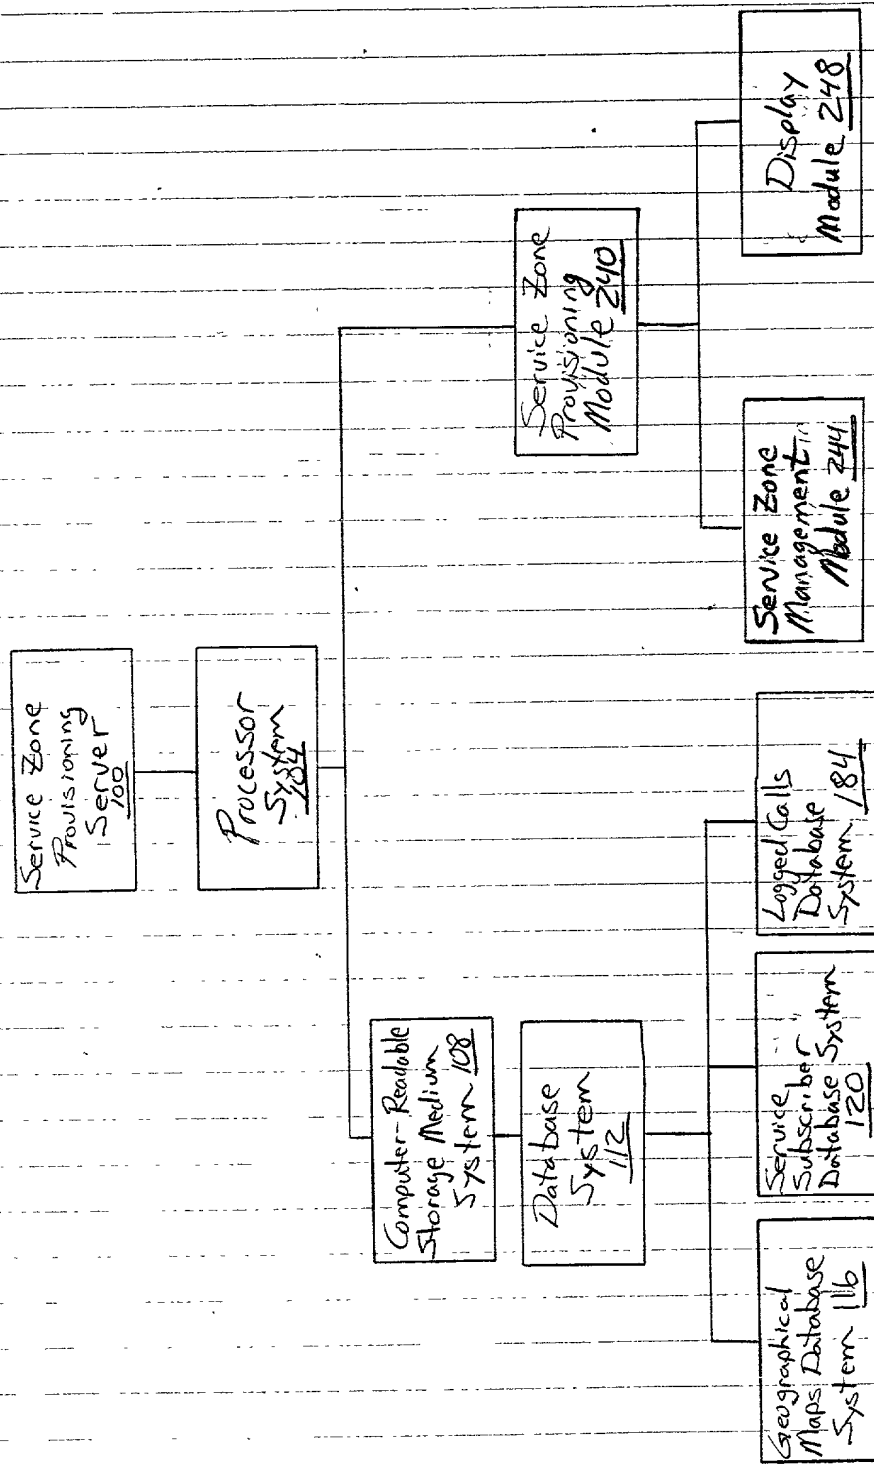 Service Zone
Provisioning
Server
100
Processor
System
104
Computer-Readable
Storage Medium
System 108
Service Zone
Provisioning
Module 240
Database
System
112
Geographical
Maps Database
System 116
Service
Subscriber
Database System
120
Logged Calls
Database
System 184
Service Zone
Management
Module 244
Display
Module 248